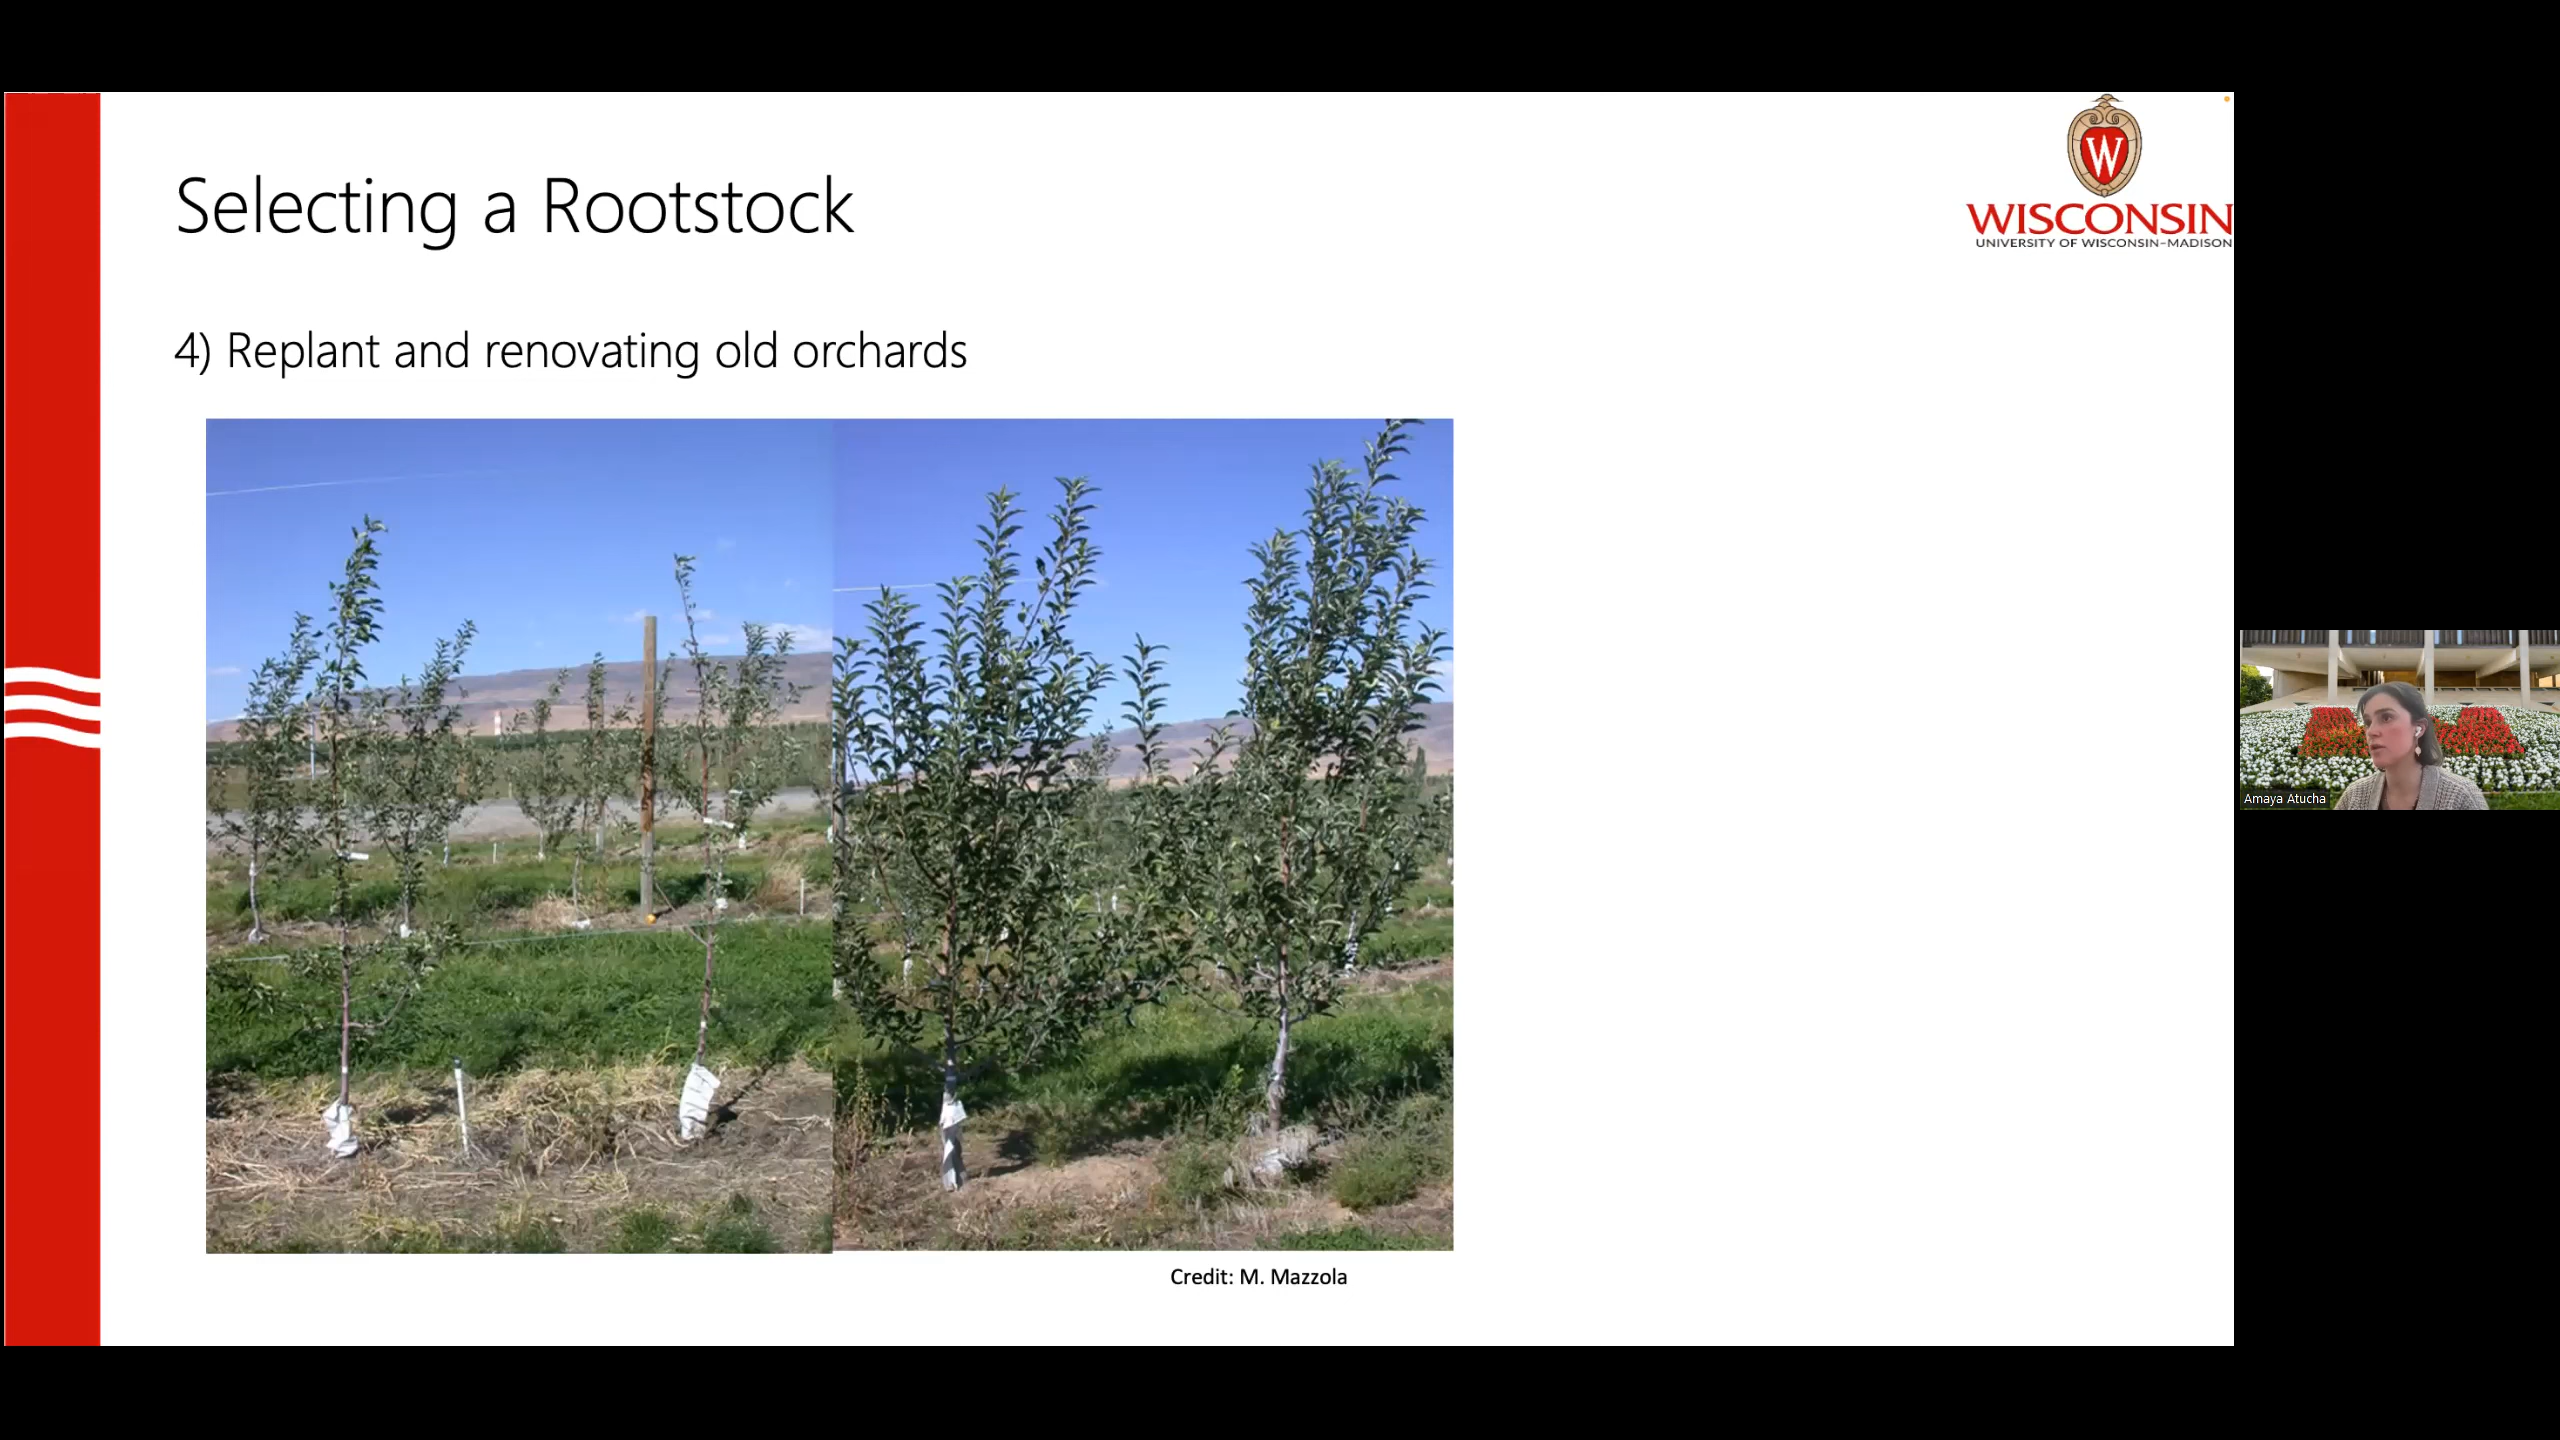 Selecting a Rootstock
W
WISCONSIN
UNIVERSITY OF WISCONSIN–MADISON
4) Replant and renovating old orchards
Credit: M. Mazzola
Amaya Atucha